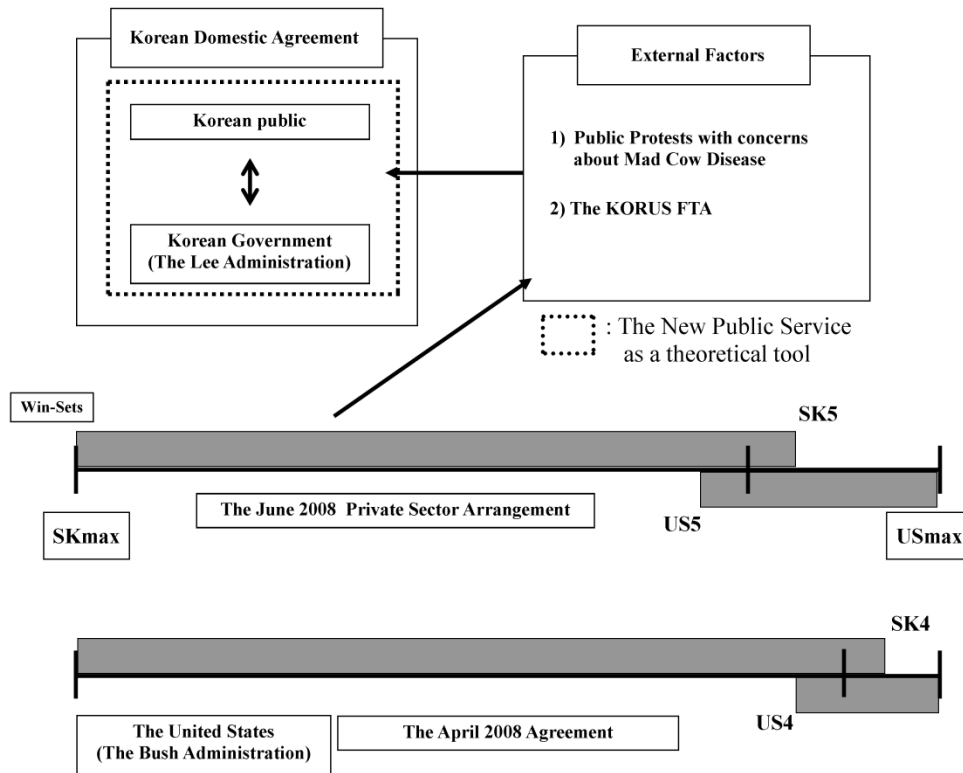 Korean Domestic Agreement
Korean public
Korean Government
(The Lee Administration)
External Factors
1) Public Protests with concerns
about Mad Cow Disease
2) The KORUS FTA
: The New Public Service
as a theoretical tool
Win-Sets
SK5
The June 2008 Private Sector Arrangement
SKmax
US5
USmax
SK4
The United States
(The Bush Administration)
The April 2008 Agreement
US4